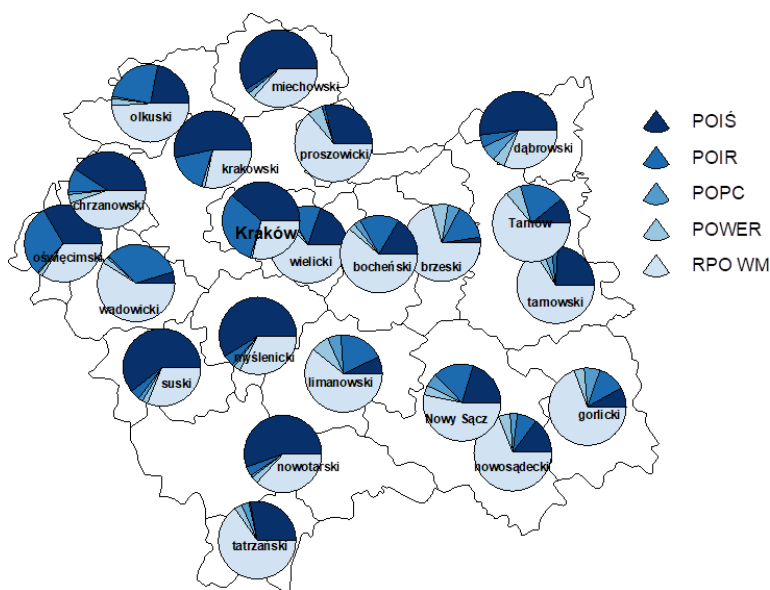 miechowski
olkuski
POIŚ
proszowicki
dąbrowski
POIR
krakowski
POPC
chrzanowski
Tarnów
POWER
Kraków
oświęcimski
wielicki
bocheński
brzeski
RPO WM
wadowicki
tarnowski
myślenicki
limanowski
suski
Nowy Sącz
gorlicki
nowosądecki
nowotarski
tatrzański